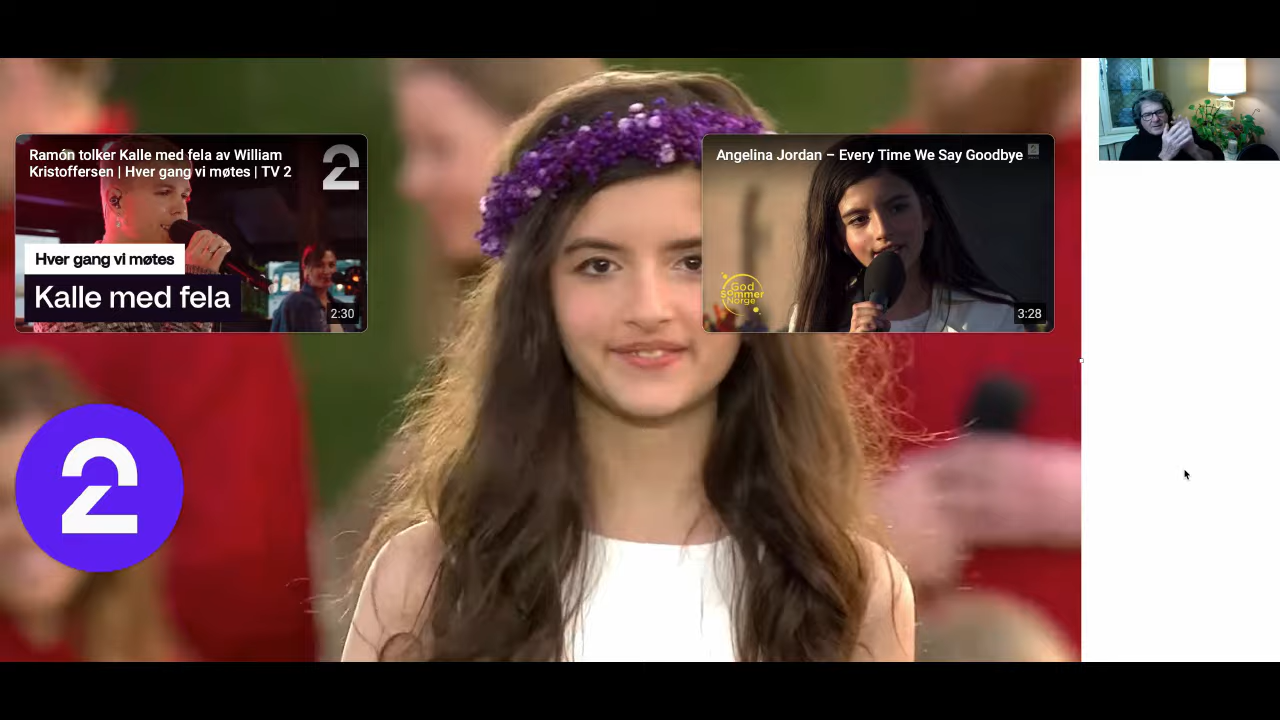 Ramón tolker Kalle med fela av William
Kristoffersen | Hver gang vi møtes | TV 2
2
Hver gang vi møtes
Kalle med fela
2:30
Angelina Jordan – Every Time We Say Goodbye
God
sommer
Norge
3:28
2